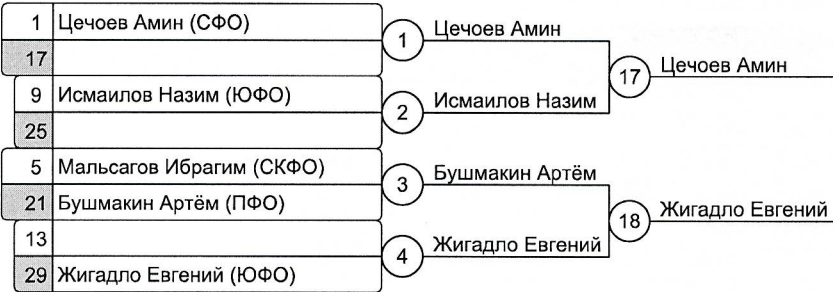 1 Цечоев Амин (СФО)
17
9 Исмаилов Назим (ЮФО)
25
5 Мальсагов Ибрагим (СКФО)
21 Бушмакин Артём (ПФО)
13
29 Жигадло Евгений (ЮФО)
1 Цечоев Амин
2 Исмаилов Назим
3 Бушмакин Артём
4 Жигадло Евгений
17 Цечоев Амин
18 Жигадло Евгений